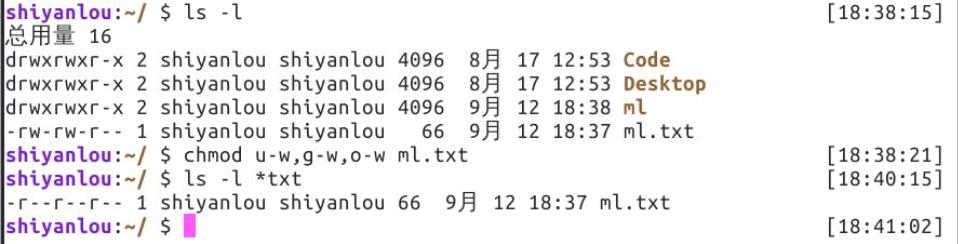 shiyanlou:~/ $ ls -l [18:38:15]
总用量 16
drwxrwxr-x 2 shiyanlou shiyanlou 4096  8月 17 12:53 Code
drwxrwxr-x 2 shiyanlou shiyanlou 4096  8月 17 12:53 Desktop
drwxrwxr-x 2 shiyanlou shiyanlou 4096  9月 12 18:38 ml
-rw-rw-r-- 1 shiyanlou shiyanlou   66  9月 12 18:37 ml.txt
shiyanlou:~/ $ chmod u-w,g-w,o-w ml.txt [18:38:21]
shiyanlou:~/ $ ls -l *txt [18:40:15]
-r--r--r-- 1 shiyanlou shiyanlou 66  9月 12 18:37 ml.txt
shiyanlou:~/ $ [18:41:02]